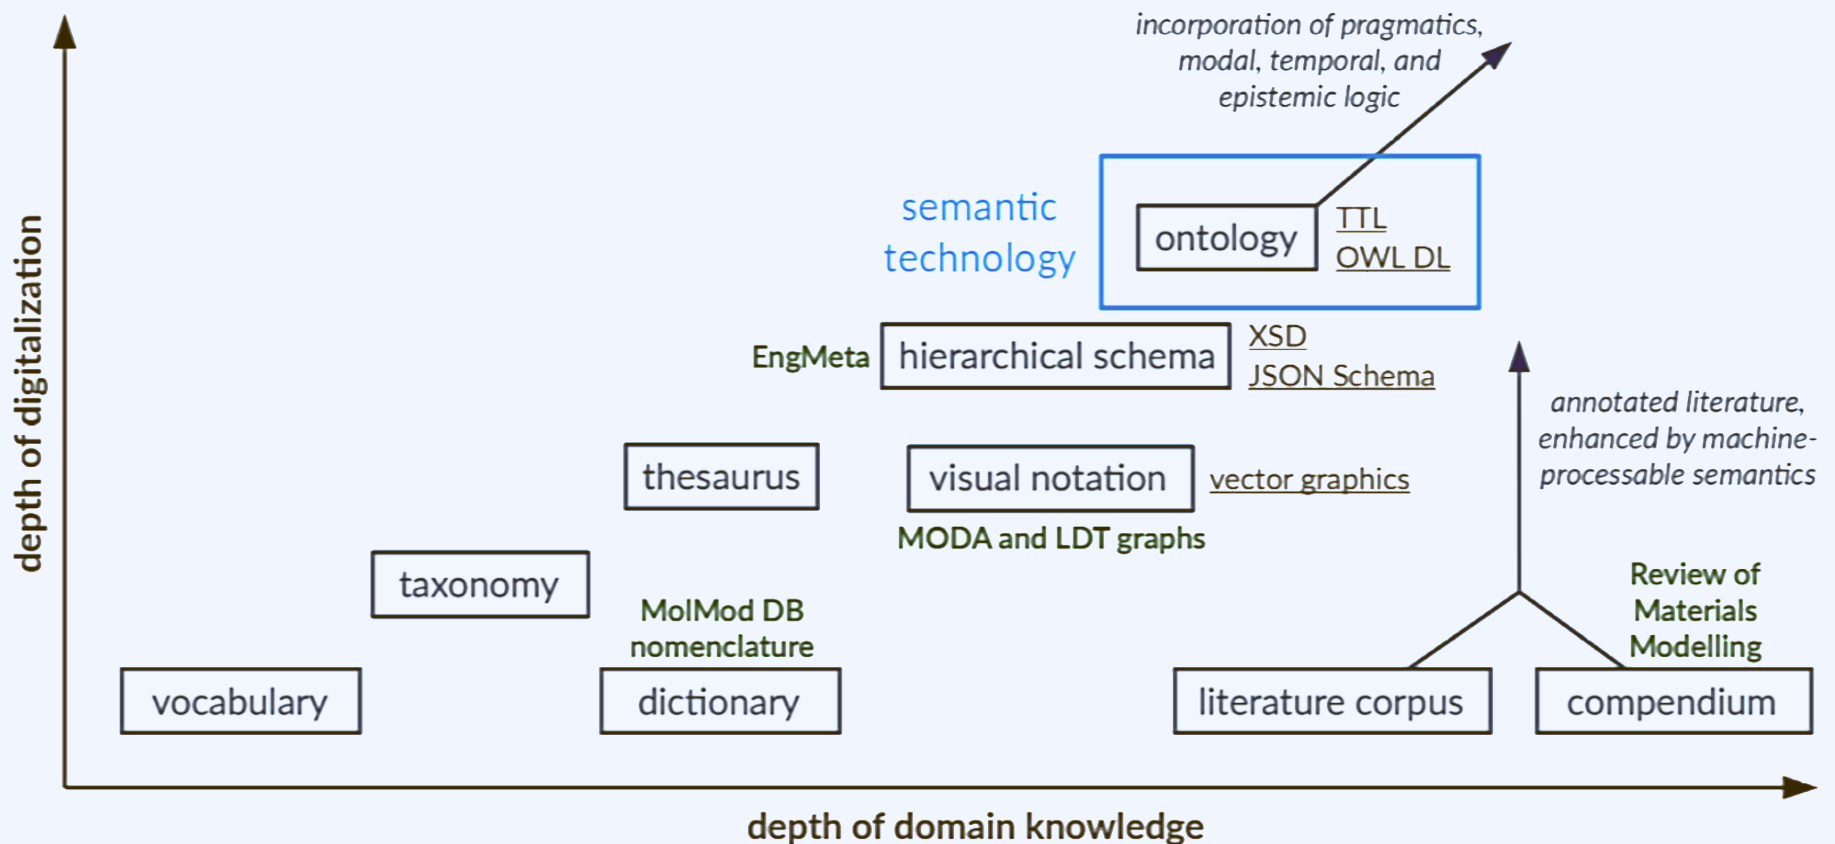 incorporation of pragmatics,
modal, temporal, and
epistemic logic
semantic
technology
ontology
TTL
OWL DL
EngMeta
hierarchical schema
XSD
JSON Schema
annotated literature,
enhanced by machine-
processable semantics
thesaurus
visual notation
vector graphics
MODA and LDT graphs
taxonomy
MolMod DB
nomenclature
Review of
Materials
Modelling
vocabulary
dictionary
literature corpus
compendium
depth of digitalization
depth of domain knowledge